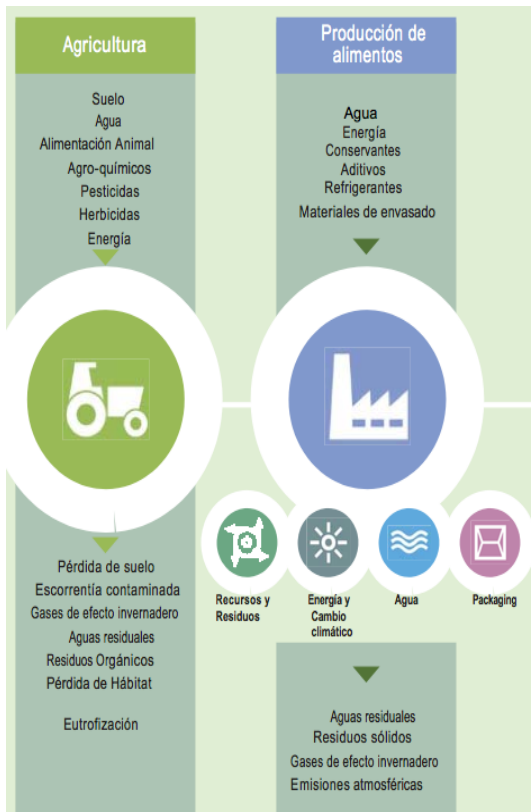 Agricultura
Suelo
Agua
Alimentación Animal
Agro-químicos
Pesticidas
Herbicidas
Energía
Pérdida de suelo
Escorrentía contaminada
Gases de efecto invernadero
Aguas residuales
Residuos Orgánicos
Pérdida de Hábitat
Eutrofización
Producción de
alimentos
Agua
Energía
Conservantes
Aditivos
Refrigerantes
Materiales de envasado
Recursos y
Residuos
Energía y
Cambio
climático
Agua
Packaging
Aguas residuales
Residuos sólidos
Gases de efecto invernadero
Emisiones atmosféricas